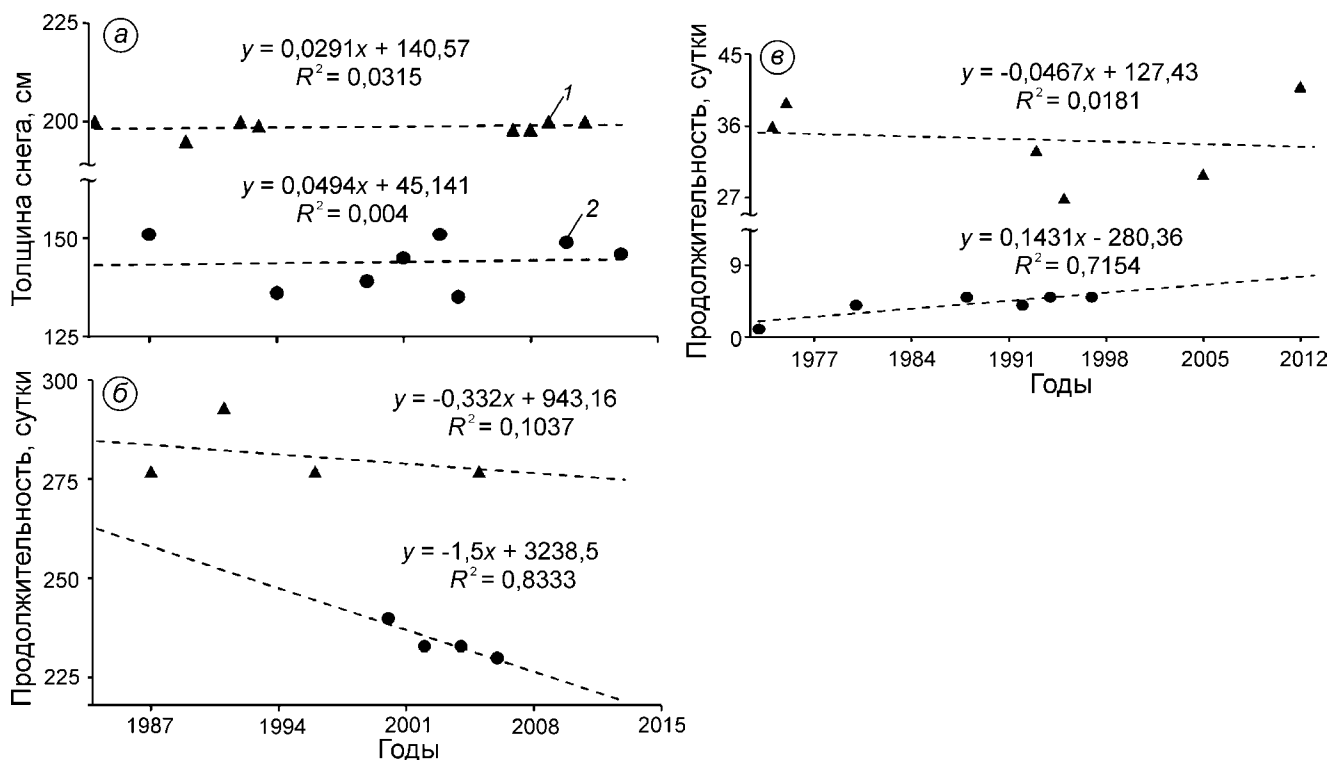 а
Толщина снега, см
225
200
150
125
y = 0,0291x + 140,57
R² = 0,0315
1
y = 0,0494x + 45,141
R² = 0,004
2
б
Продолжительность, сутки
300
275
250
225
y = -0,332x + 943,16
R² = 0,1037
y = -1,5x + 3238,5
R² = 0,8333
1987 1994 2001 2008 2015
Годы
в
Продолжительность, сутки
45
36
27
9
0
y = -0,0467x + 127,43
R² = 0,0181
y = 0,1431x - 280,36
R² = 0,7154
1977 1984 1991 1998 2005 2012
Годы